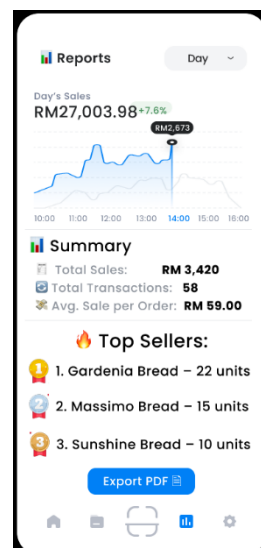 Reports
Day
Day's Sales
RM27,003.98 +7.6%
RM2,673
10:00 11:00 12:00 13:00 14:00 15:00 16:00
Summary
Total Sales: RM 3,420
Total Transactions: 58
Avg. Sale per Order: RM 59.00
Top Sellers:
1. Gardenia Bread – 22 units
2. Massimo Bread – 15 units
3. Sunshine Bread – 10 units
Export PDF